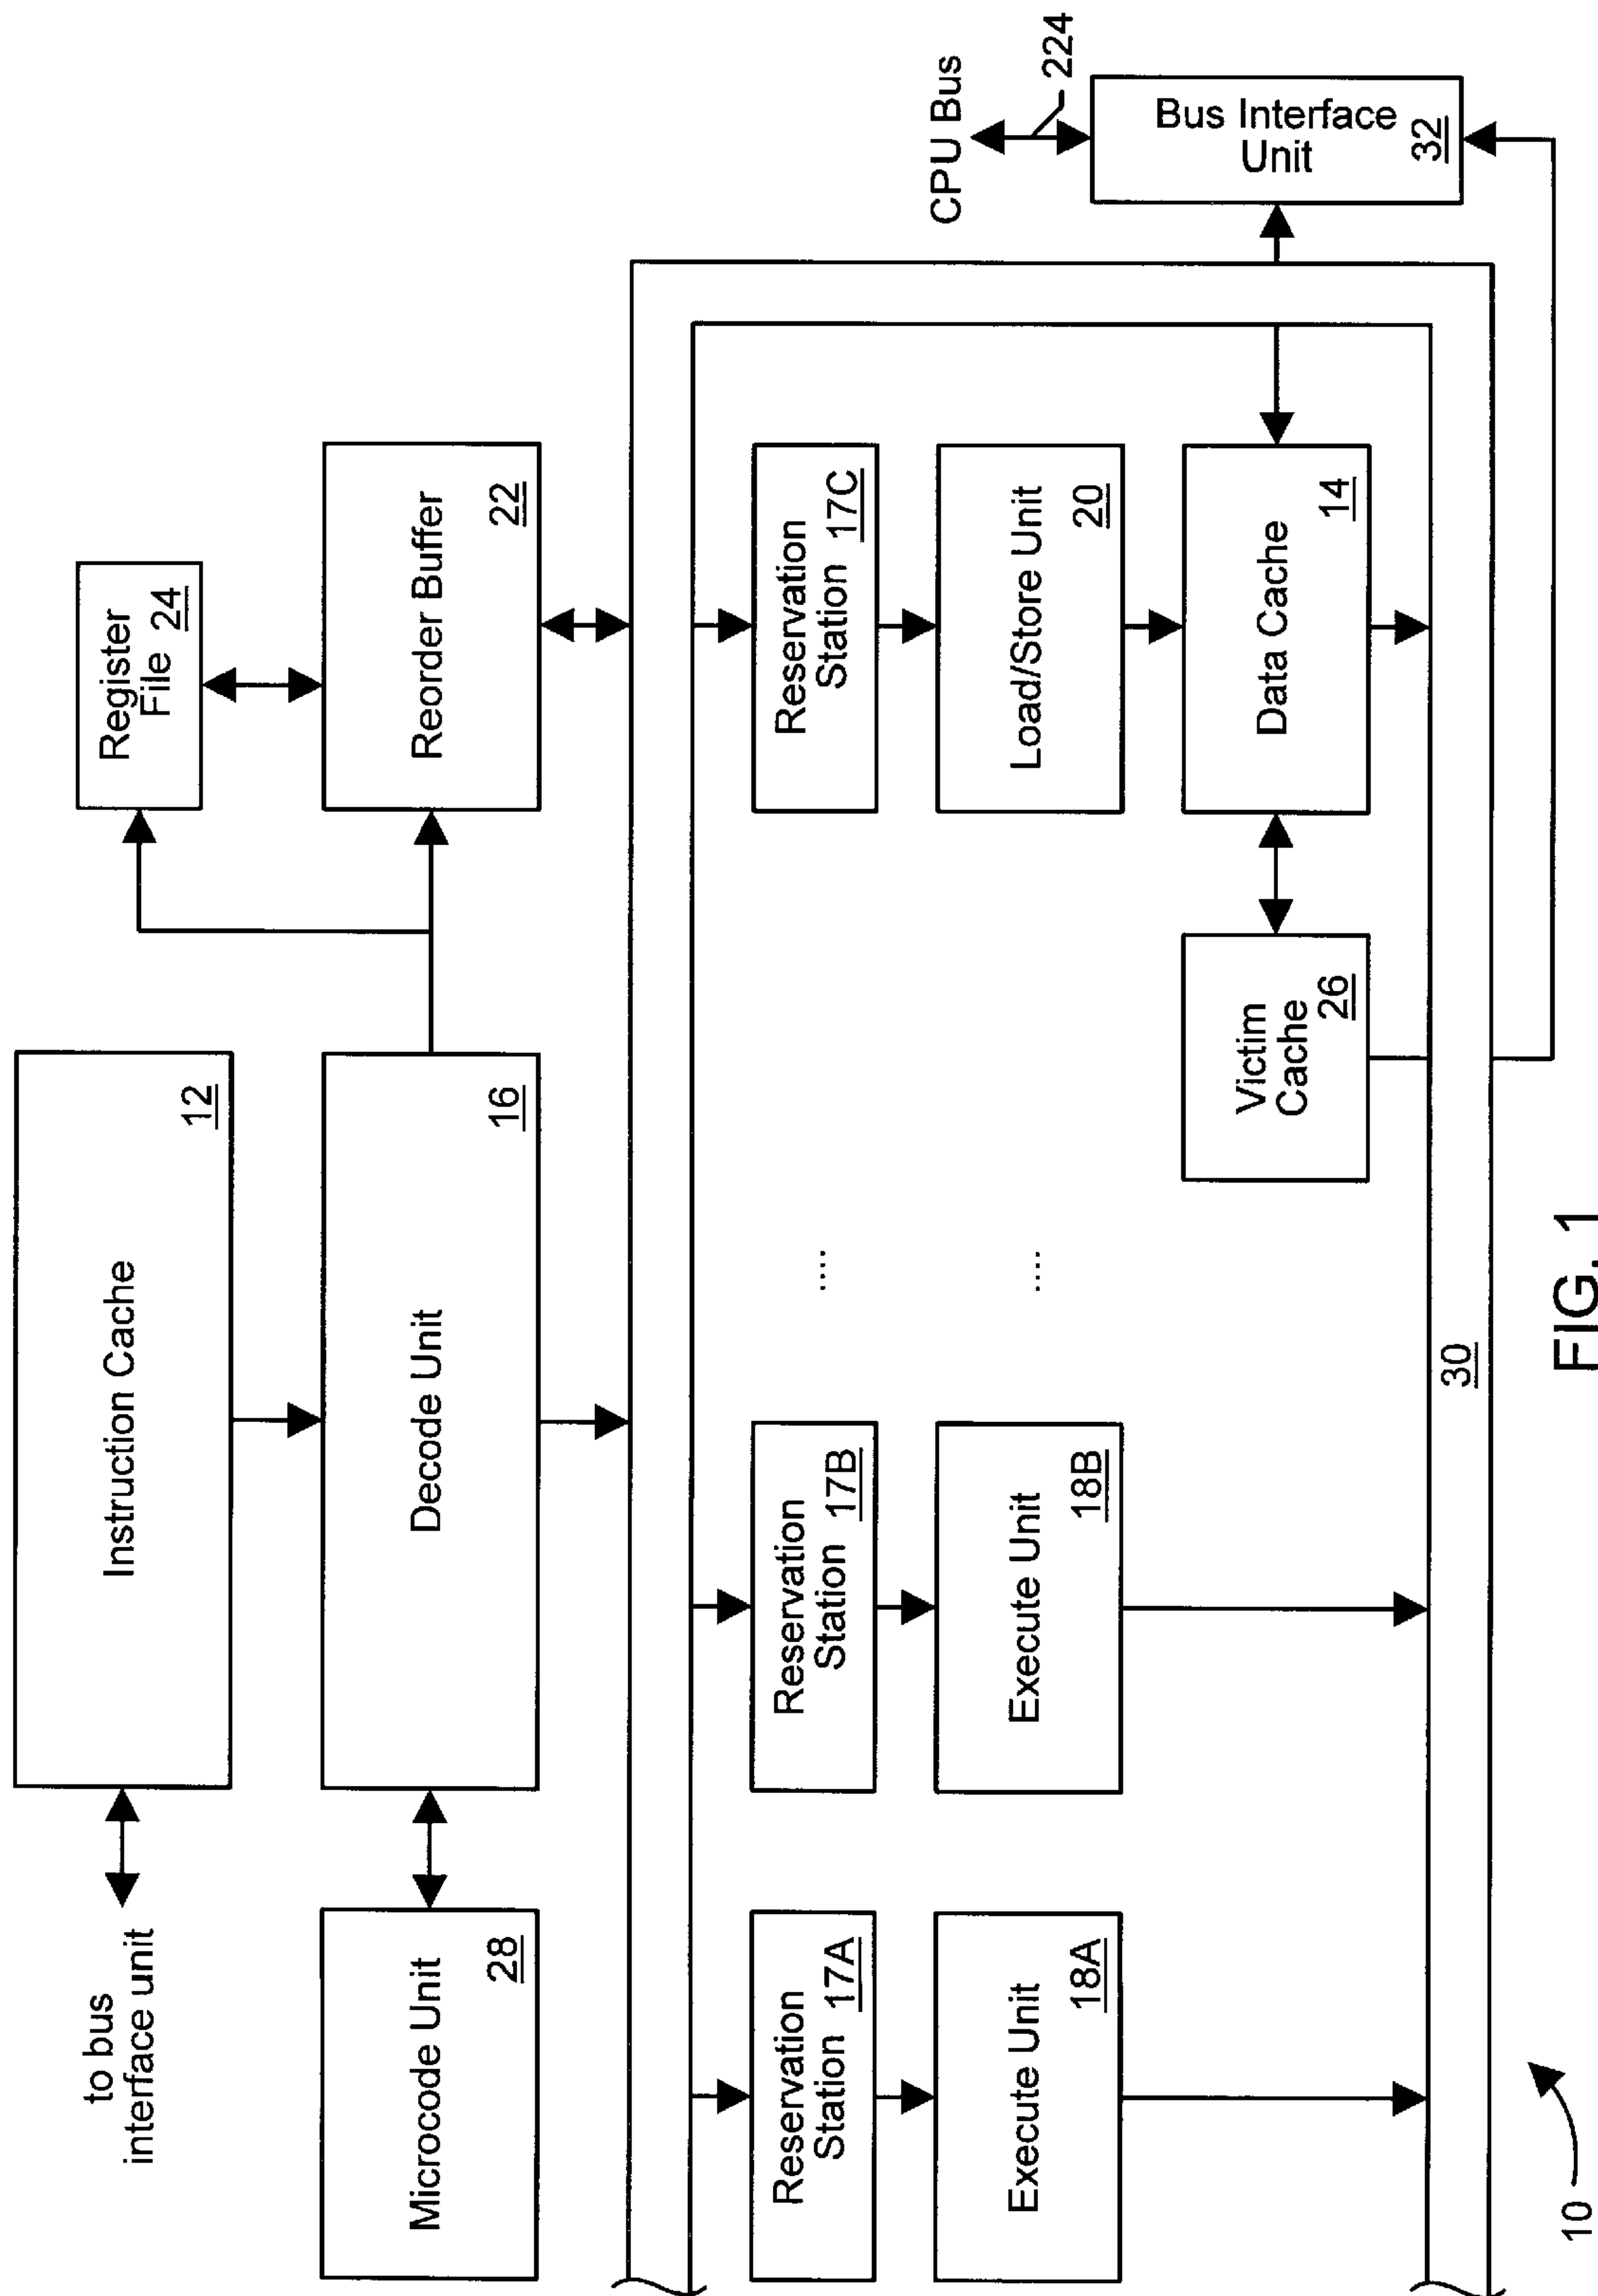 to bus
interface unit
Instruction Cache
12
Register
File 24
Microcode Unit
28
Decode Unit
16
Reorder Buffer
22
CPU Bus
224
Bus Interface
Unit
32
Reservation
Station 17A
Reservation
Station 17B
....
Reservation
Station 17C
Execute Unit
18A
Execute Unit
18B
....
Load/Store Unit
20
Victim
Cache
26
Data Cache
14
30
10
FIG. 1